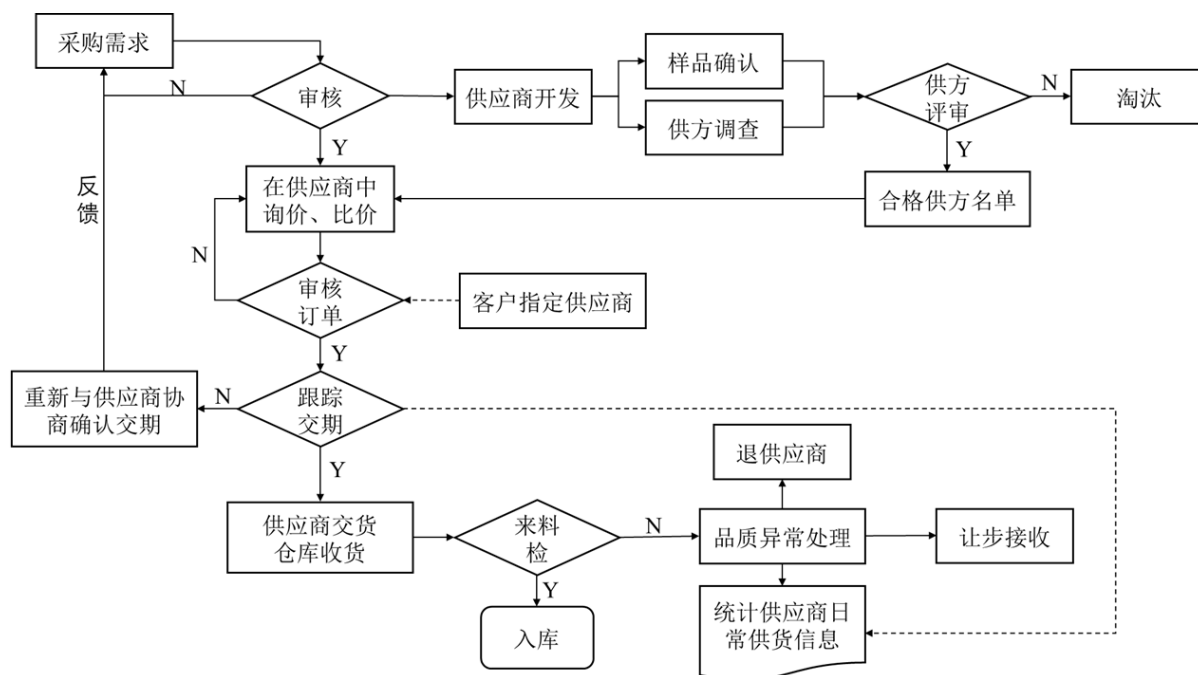 采购需求
N
审核
Y
供应商开发
样品确认
供方调查
供方
评审
N
淘汰
Y
合格供方名单
在供应商中
询价、比价
反馈
N
审核
订单
客户指定供应商
Y
重新与供应商协
商确认交期
N
跟踪
交期
Y
退供应商
供应商交货
仓库收货
来料
检
N
品质异常处理
让步接收
Y
入库
统计供应商日
常供货信息